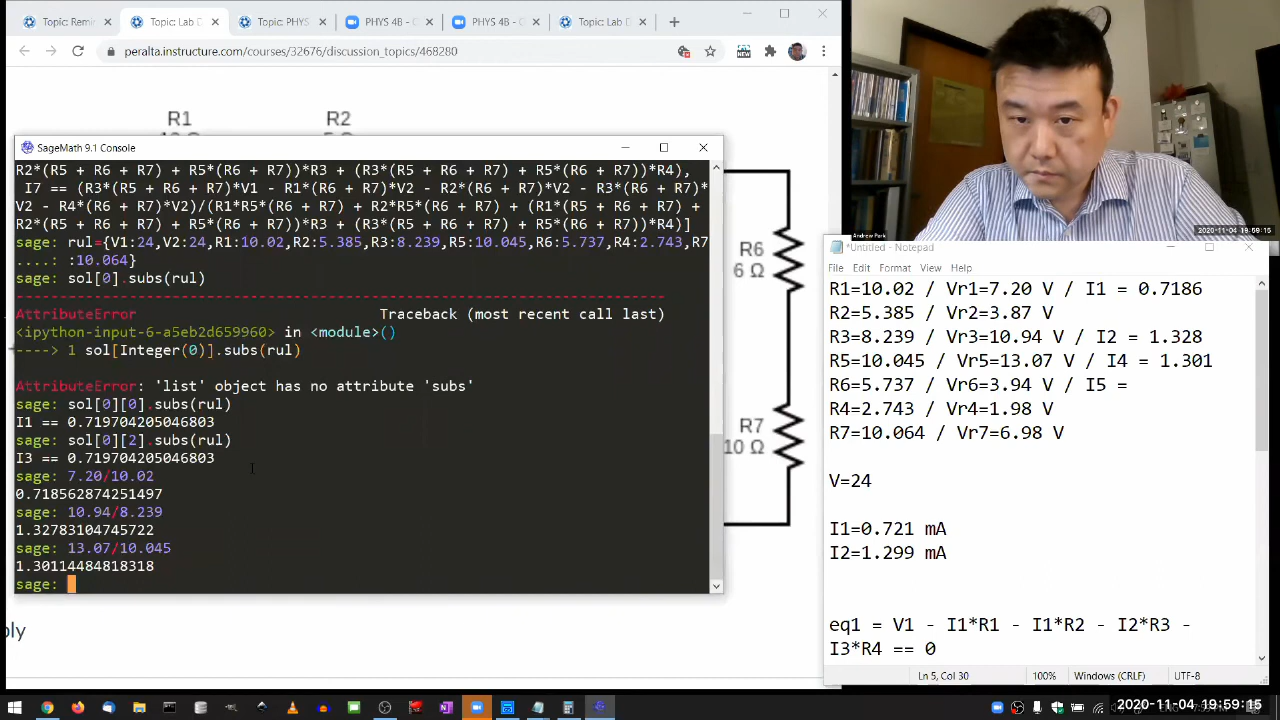 Topic: Remi
Topic: Lab D
Topic: PHYS
PHYS 4B - C
PHYS 4B - C
Topic: Lab D
peralta.instructure.com/courses/32676/discussion_topics/468280
NEW
R1
R2
SageMath 9.1 Console
R2*(R5 + R6 + R7) + R5*(R6 + R7))*R3 + (R3*(R5 + R6 + R7) + R5*(R6 + R7))*R4),
I7 == (R3*(R5 + R6 + R7)*V1 - R1*(R6 + R7)*V2 - R2*(R6 + R7)*V2 - R3*(R6 + R7)*
V2 - R4*(R6 + R7)*V2)/(R1*R5*(R6 + R7) + R2*R5*(R6 + R7) + (R1*(R5 + R6 + R7) +
R2*(R5 + R6 + R7) + R5*(R6 + R7))*R3 + (R3*(R5 + R6 + R7) + R5*(R6 + R7))*R4)]
sage: rul={V1:24,V2:24,R1:10.02,R2:5.385,R3:8.239,R5:10.045,R6:5.737,R4:2.743,R7
....: :10.064}
sage: sol[0].subs(rul)
---------------------------------------------------------------------------
AttributeError Traceback (most recent call last)
<ipython-input-6-a5eb2d659960> in <module>()
----> 1 sol[Integer(0)].subs(rul)
AttributeError: 'list' object has no attribute 'subs'
sage: sol[0][0].subs(rul)
I1 == 0.719704205046803
sage: sol[0][2].subs(rul)
I3 == 0.719704205046803
sage: 7.20/10.02
0.718562874251497
sage: 10.94/8.239
1.32783104745722
sage: 13.07/10.045
1.30114484818318
sage:
R6
6 Ω
R7
10 Ω
ply
Andrew Park
2020-11-04 19:59:15
*Untitled - Notepad
File Edit Format View Help
R1=10.02 / Vr1=7.20 V / I1 = 0.7186
R2=5.385 / Vr2=3.87 V
R3=8.239 / Vr3=10.94 V / I2 = 1.328
R5=10.045 / Vr5=13.07 V / I4 = 1.301
R6=5.737 / Vr6=3.94 V / I5 =
R4=2.743 / Vr4=1.98 V
R7=10.064 / Vr7=6.98 V
V=24
I1=0.721 mA
I2=1.299 mA
eq1 = V1 - I1*R1 - I1*R2 - I2*R3 -
I3*R4 == 0
Ln 5, Col 30
100%
Windows (CRLF)
UTF-8
2020-11-04 19:59:15